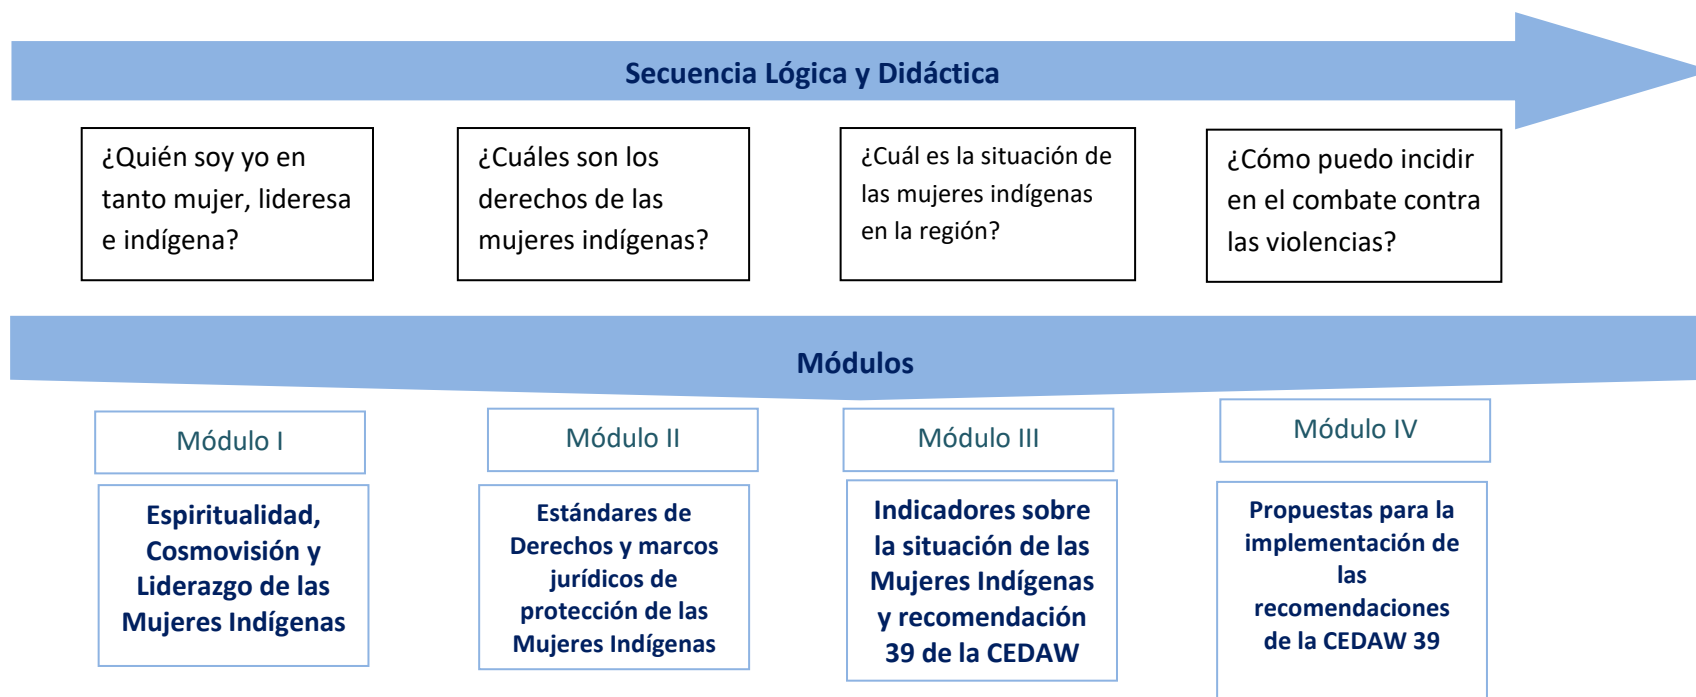 Secuencia Lógica y Didáctica
¿Quién soy yo en
tanto mujer, lideresa
e indígena?
¿Cuáles son los
derechos de las
mujeres indígenas?
¿Cuál es la situación de
las mujeres indígenas
en la región?
¿Cómo puedo incidir
en el combate contra
las violencias?
Módulos
Módulo I
Módulo II
Módulo III
Módulo IV
Espiritualidad,
Cosmovisión y
Liderazgo de las
Mujeres Indígenas
Estándares de
Derechos y marcos
jurídicos de
protección de las
Mujeres Indígenas
Indicadores sobre
la situación de las
Mujeres Indígenas
y recomendación
39 de la CEDAW
Propuestas para la
implementación de
las
recomendaciones
de la CEDAW 39